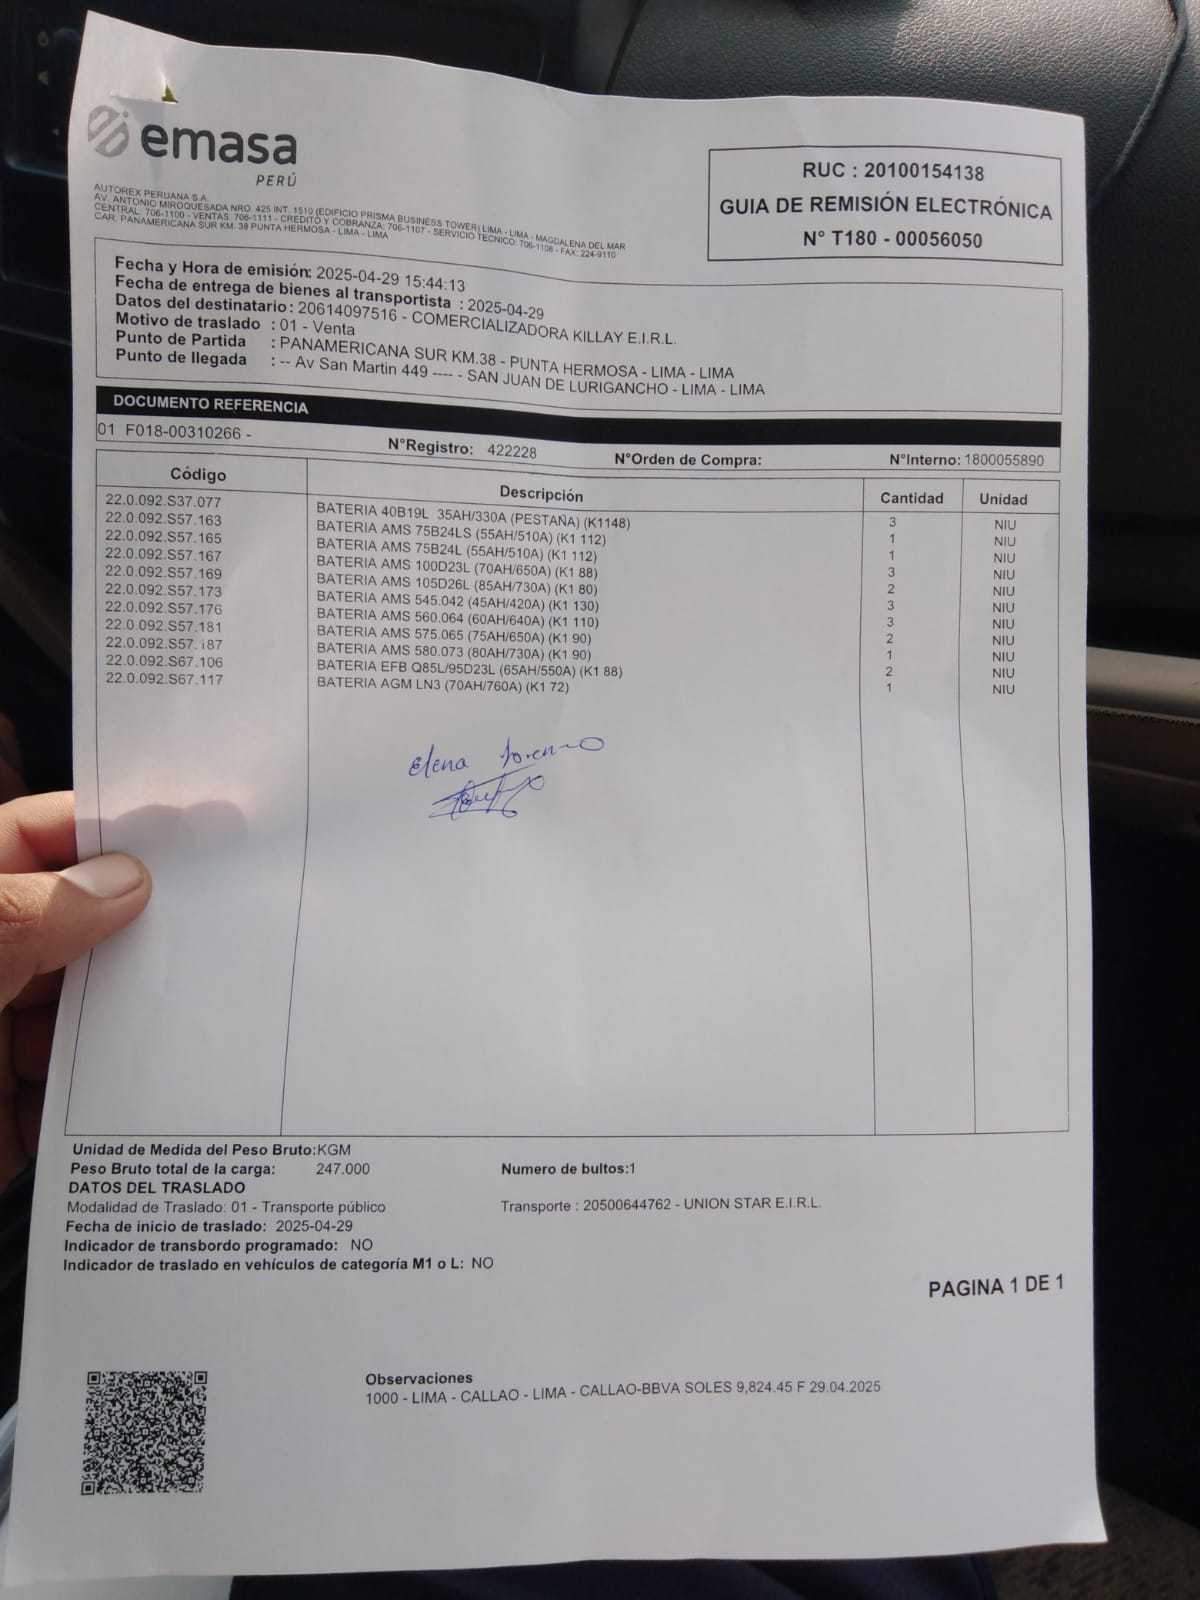 emasa
PERÚ
AUTOREX PERUANA S.A.
AV. ANTONIO MIROQUESADA NRO. 425 INT. 1510 (EDIFICIO PRISMA BUSINESS TOWER) LIMA - LIMA - MAGDALENA DEL MAR
CENTRAL: 706-1100 - VENTAS: 706-1111 - CREDITO Y COBRANZA: 706-1107 - SERVICIO TECNICO: 706-1108 - FAX: 224-9110
CAR. PANAMERICANA SUR KM. 38 PUNTA HERMOSA - LIMA - LIMA
RUC : 20100154138
GUIA DE REMISIÓN ELECTRÓNICA
N° T180 - 00056050
Fecha y Hora de emisión: 2025-04-29 15:44:13
Fecha de entrega de bienes al transportista : 2025-04-29
Datos del destinatario : 20614097516 - COMERCIALIZADORA KILLAY E.I.R.L.
Motivo de traslado : 01 - Venta
Punto de Partida : PANAMERICANA SUR KM.38 - PUNTA HERMOSA - LIMA - LIMA
Punto de llegada : -- Av San Martin 449 ---- - SAN JUAN DE LURIGANCHO - LIMA - LIMA
DOCUMENTO REFERENCIA
01 F018-00310266 - N°Registro: 422228 N°Orden de Compra: N°Interno: 1800055890
Código Descripción Cantidad Unidad
22.0.092.S37.077 BATERIA 40B19L 35AH/330A (PESTAÑA) (K1148) 3 NIU
22.0.092.S57.163 BATERIA AMS 75B24LS (55AH/510A) (K1 112) 1 NIU
22.0.092.S57.165 BATERIA AMS 75B24L (55AH/510A) (K1 112) 1 NIU
22.0.092.S57.167 BATERIA AMS 100D23L (70AH/650A) (K1 88) 3 NIU
22.0.092.S57.169 BATERIA AMS 105D26L (85AH/730A) (K1 80) 2 NIU
22.0.092.S57.173 BATERIA AMS 545.042 (45AH/420A) (K1 130) 3 NIU
22.0.092.S57.176 BATERIA AMS 560.064 (60AH/640A) (K1 110) 3 NIU
22.0.092.S57.181 BATERIA AMS 575.065 (75AH/650A) (K1 90) 2 NIU
22.0.092.S57.187 BATERIA AMS 580.073 (80AH/730A) (K1 90) 1 NIU
22.0.092.S67.106 BATERIA EFB Q85L/95D23L (65AH/550A) (K1 88) 2 NIU
22.0.092.S67.117 BATERIA AGM LN3 (70AH/760A) (K1 72) 1 NIU
Elena
Unidad de Medida del Peso Bruto:KGM
Peso Bruto total de la carga: 247.000 Numero de bultos:1
DATOS DEL TRASLADO
Modalidad de Traslado: 01 - Transporte público Transporte : 20500644762 - UNION STAR E.I.R.L.
Fecha de inicio de traslado: 2025-04-29
Indicador de transbordo programado: NO
Indicador de traslado en vehículos de categoría M1 o L: NO
PAGINA 1 DE 1
Observaciones
1000 - LIMA - CALLAO - LIMA - CALLAO-BBVA SOLES 9,824.45 F 29.04.2025